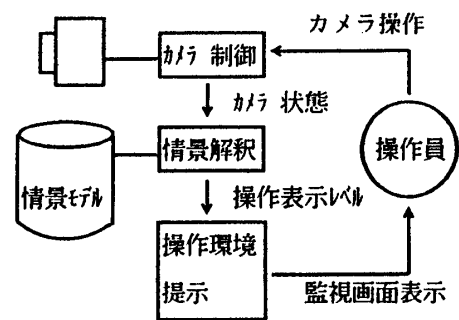 カメラ操作
ｶﾒﾗ 制御
ｶﾒﾗ 状態
情景解釈
操作員
情景ﾓﾃﾞﾙ
操作表示ﾚﾍﾞﾙ
操作環境
提示
監視画面表示